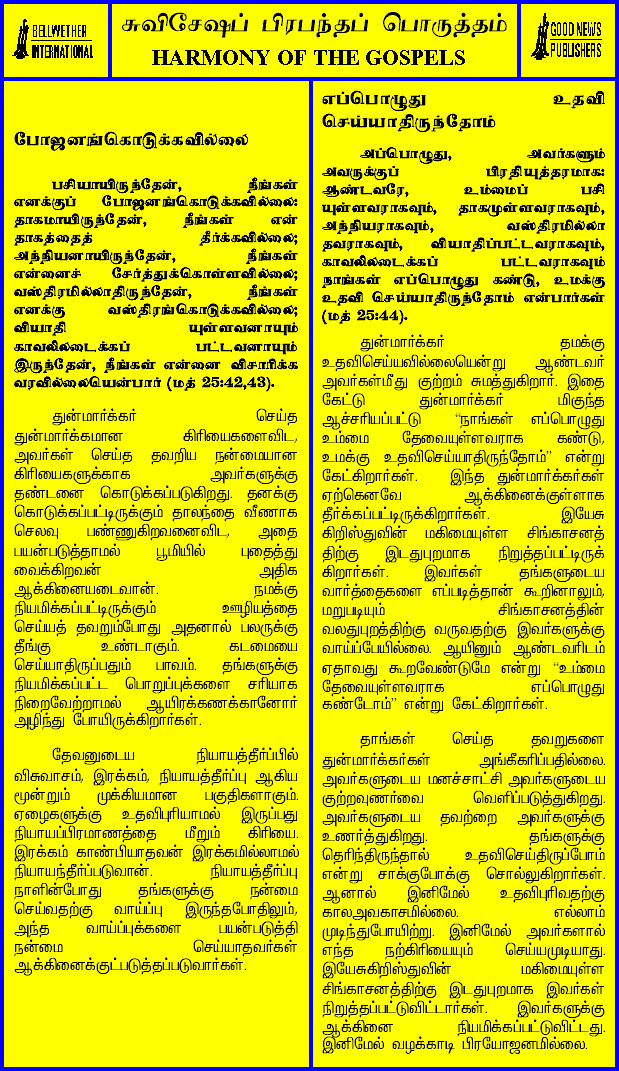 BELLWETHER
INTERNATIONAL
சுவிசேஷப் பிரபந்தப் பொருத்தம்
HARMONY OF THE GOSPELS
GOOD NEWS
PUBLISHERS
போஜனங்கொடுக்கவில்லை
பசியாயிருந்தேன், நீங்கள்
எனக்குப் போஜனங்கொடுக்கவில்லை:
தாகமாயிருந்தேன், நீங்கள் என்
தாகத்தைத் தீர்க்கவில்லை;
அந்நியனாயிருந்தேன், நீங்கள்
என்னைச் சேர்த்துக்கொள்ளவில்லை;
வஸ்திரமில்லாதிருந்தேன், நீங்கள்
எனக்கு வஸ்திரங்கொடுக்கவில்லை;
வியாதி யுள்ளவனாயும்
காவலிலடைக்கப் பட்டவனாயும்
இருந்தேன், நீங்கள் என்னை விசாரிக்க
வரவில்லையென்பார் (மத் 25:42,43).
துன்மார்க்கர் செய்த
துன்மார்க்கமான கிரியைகளைவிட,
அவர்கள் செய்த தவறிய நன்மையான
கிரியைகளுக்காக அவர்களுக்கு
தண்டனை கொடுக்கப்படுகிறது. தனக்கு
கொடுக்கப்பட்டிருக்கும் தாலந்தை வீணாக
செலவு பண்ணுகிறவனைவிட, அதை
பயன்படுத்தாமல் பூமியில் புதைத்து
வைக்கிறவன் அதிக
ஆக்கினையடைவான். நமக்கு
நியமிக்கப்பட்டிருக்கும் ஊழியத்தை
செய்யத் தவறும்போது அதனால் பலருக்கு
தீங்கு உண்டாகும். கடமையை
செய்யாதிருப்பதும் பாவம். தங்களுக்கு
நியமிக்கப்பட்ட பொறுப்புக்களை சரியாக
நிறைவேற்றாமல் ஆயிரக்கணக்கானோர்
அழிந்து போயிருக்கிறார்கள்.
தேவனுடைய நியாயத்தீர்ப்பில்
விசுவாசம், இரக்கம், நியாயத்தீர்ப்பு ஆகிய
மூன்றும் முக்கியமான பகுதிகளாகும்.
ஏழைகளுக்கு உதவிபுரியாமல் இருப்பது
நியாயப்பிரமாணத்தை மீறும் கிரியை.
இரக்கம் காண்பியாதவன் இரக்கமில்லாமல்
நியாயந்தீர்ப்படுவான். நியாயத்தீர்ப்பு
நாளின்போது தங்களுக்கு நன்மை
செய்வதற்கு வாய்ப்பு இருந்தபோதிலும்,
அந்த வாய்ப்புக்களை பயன்படுத்தி
நன்மை செய்யாதவர்கள்
ஆக்கினைக்குட்படுத்தப்படுவார்கள்.
எப்பொழுது உதவி
செய்யாதிருந்தோம்
அப்பொழுது, அவர்களும்
அவருக்குப் பிரதியுத்தரமாக:
ஆண்டவரே, உம்மைப் பசி
யுள்ளவராகவும், தாகமுள்ளவராகவும்,
அந்நியராகவும், வஸ்திரமில்லா
தவராகவும், வியாதிப்பட்டவராகவும்,
காவலிலடைக்கப் பட்டவராகவும்
நாங்கள் எப்பொழுது கண்டு, உமக்கு
உதவி செய்யாதிருந்தோம் என்பார்கள்
(மத் 25:44).
துன்மார்க்கர் தமக்கு
உதவிசெய்யவில்லையென்று ஆண்டவர்
அவர்கள்மீது குற்றம் சுமத்துகிறார். இதை
கேட்டு துன்மார்க்கர் மிகுந்த
ஆச்சரியப்பட்டு “நாங்கள் எப்பொழுது
உம்மை தேவையுள்ளவராக கண்டு,
உமக்கு உதவிசெய்யாதிருந்தோம்” என்று
கேட்கிறார்கள். இந்த துன்மார்க்கர்கள்
ஏற்கெனவே ஆக்கினைக்குள்ளாக
தீர்க்கப்பட்டிருக்கிறார்கள். இயேசு
கிறிஸ்துவின் மகிமையுள்ள சிங்காசனத்
திற்கு இடதுபுறமாக நிறுத்தப்பட்டிருக்
கிறார்கள். இவர்கள் தங்களுடைய
வார்த்தைகளை எப்படித்தான் கூறினாலும்,
மறுபடியும் சிங்காசனத்தின்
வலதுபுறத்திற்கு வருவதற்கு இவர்களுக்கு
வாய்ப்பேயில்லை. ஆயினும் ஆண்டவரிடம்
ஏதாவது கூறவேண்டுமே என்று “உம்மை
தேவையுள்ளவராக எப்பொழுது
கண்டோம்” என்று கேட்கிறார்கள்.
தாங்கள் செய்த தவறுகளை
துன்மார்க்கர்கள் அங்கீகரிப்பதில்லை.
அவர்களுடைய மனச்சாட்சி அவர்களுடைய
குற்றவுணர்வை வெளிப்படுத்துகிறது.
அவர்களுடைய தவற்றை அவர்களுக்கு
உணர்த்துகிறது. தங்களுக்கு
தெரிந்திருந்தால் உதவிசெய்திருப்போம்
என்று சாக்குபோக்கு சொல்லுகிறார்கள்.
ஆனால் இனிமேல் உதவிபுரிவதற்கு
காலஅவகாசமில்லை. எல்லாம்
முடிந்துபோயிற்று. இனிமேல் அவர்களால்
எந்த நற்கிரியையும் செய்யமுடியாது.
இயேசுகிறிஸ்துவின் மகிமையுள்ள
சிங்காசனத்திற்கு இடதுபுறமாக இவர்கள்
நிறுத்தப்பட்டுவிட்டார்கள். இவர்களுக்கு
ஆக்கினை நியமிக்கப்பட்டுவிட்டது.
இனிமேல் வழக்காடி பிரயோஜனமில்லை.